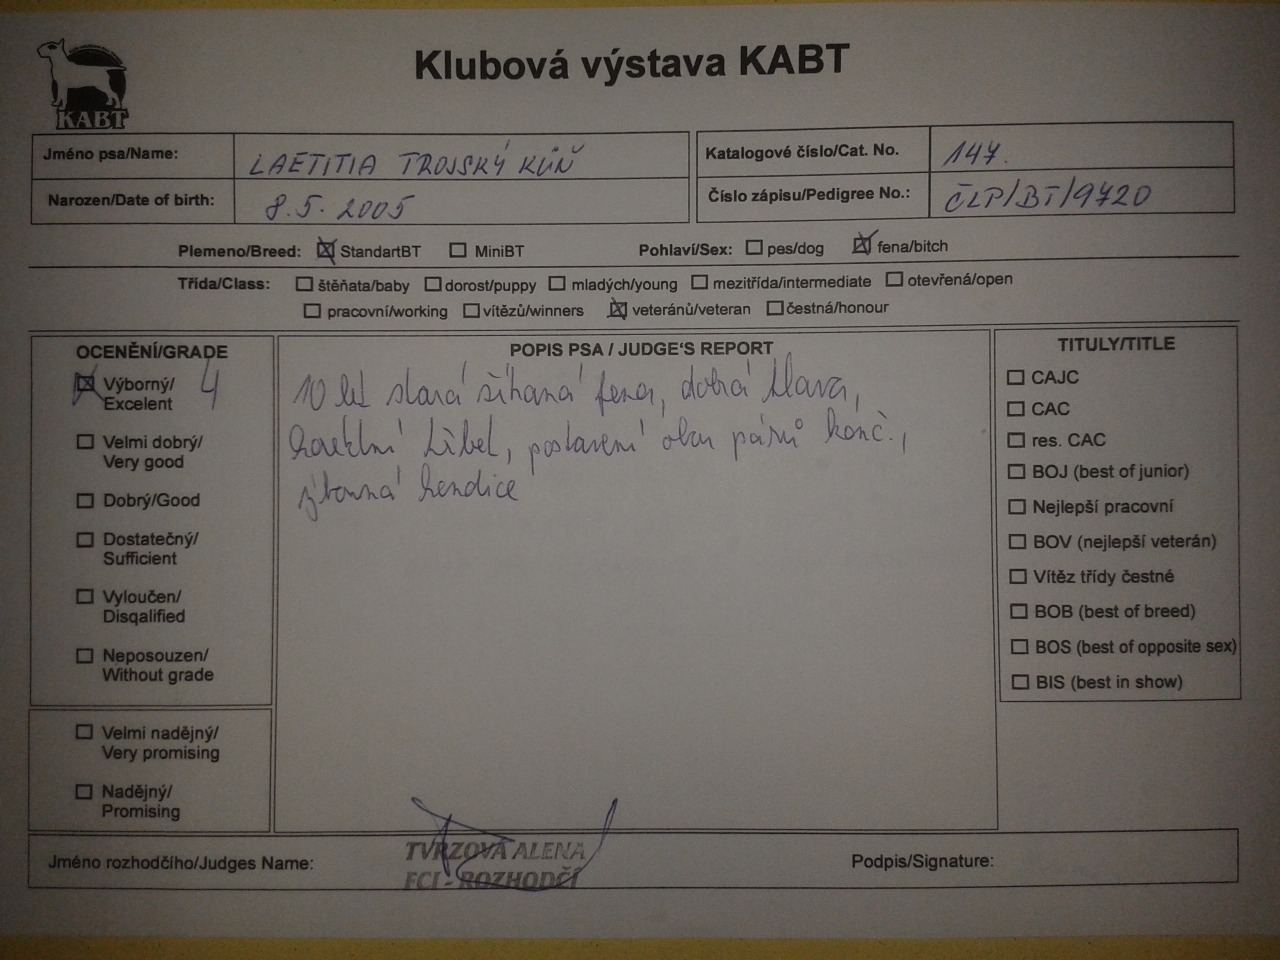 KABT
Klubová výstava KABT
Jméno psa/Name: LAETITIA TROJSKÝ KŮŇ
Katalogové číslo/Cat. No. 147.
Narozen/Date of birth: 8.5.2005
Číslo zápisu/Pedigree No.: ČLP/BT/9720
Plemeno/Breed: StandartBT MiniBT Pohlaví/Sex: pes/dog fena/bitch
Třída/Class: štěňata/baby dorost/puppy mladých/young mezitřída/intermediate otevřená/open
pracovní/working vítězů/winners veteránů/veteran čestná/honour
OCENĚNÍ/GRADE
Výborný/ 4
Excelent
Velmi dobrý/
Very good
Dobrý/Good
Dostatečný/
Sufficient
Vyloučen/
Disqalified
Neposouzen/
Without grade
Velmi nadějný/
Very promising
Nadějný/
Promising
POPIS PSA / JUDGE'S REPORT
10 let stará žíhaná fena, dobrá hlava,
korektní hřbet, postavení obou párů konč.,
výborná kondice
TITULY/TITLE
CAJC
CAC
res. CAC
BOJ (best of junior)
Nejlepší pracovní
BOV (nejlepší veterán)
Vítěz třídy čestné
BOB (best of breed)
BOS (best of opposite sex)
BIS (best in show)
Jméno rozhodčího/Judges Name: TVRZOVÁ ALENA
FCI - ROZHODČÍ
Podpis/Signature: